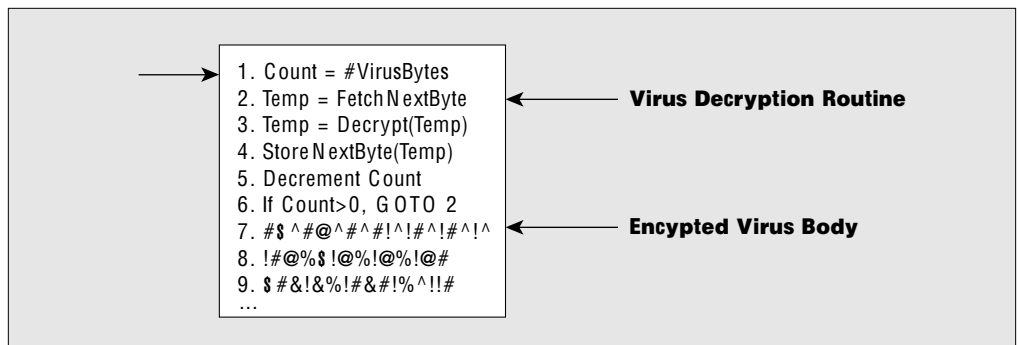 1. Count = #VirusBytes
2. Temp = FetchNextByte
Virus Decryption Routine
3. Temp = Decrypt(Temp)
4. StoreNextByte(Temp)
5. Decrement Count
6. If Count>0, GOTO 2
7. #$^#@^#^#!^!#^!#^!^
Encypted Virus Body
8. !#@%$!@%!@%!@#
9. $#&!&%!#&#!%^!!#
...